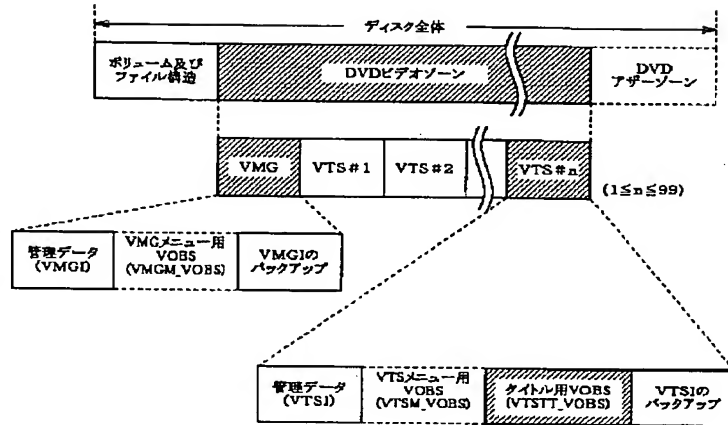 ディスク全体
ボリューム及び
ファイル構造
DVDビデオゾーン
DVD
アザーゾーン
VMG
VTS#1
VTS#2
VTS#n
(1≦n≦99)
管理データ
(VMGI)
VMGメニュー用
VOBS
(VMGM_VOBS)
VMGIの
バックアップ
管理データ
(VTSI)
VTSメニュー用
VOBS
(VTSM_VOBS)
タイトル用VOBS
(VTSTT_VOBS)
VTSIの
バックアップ